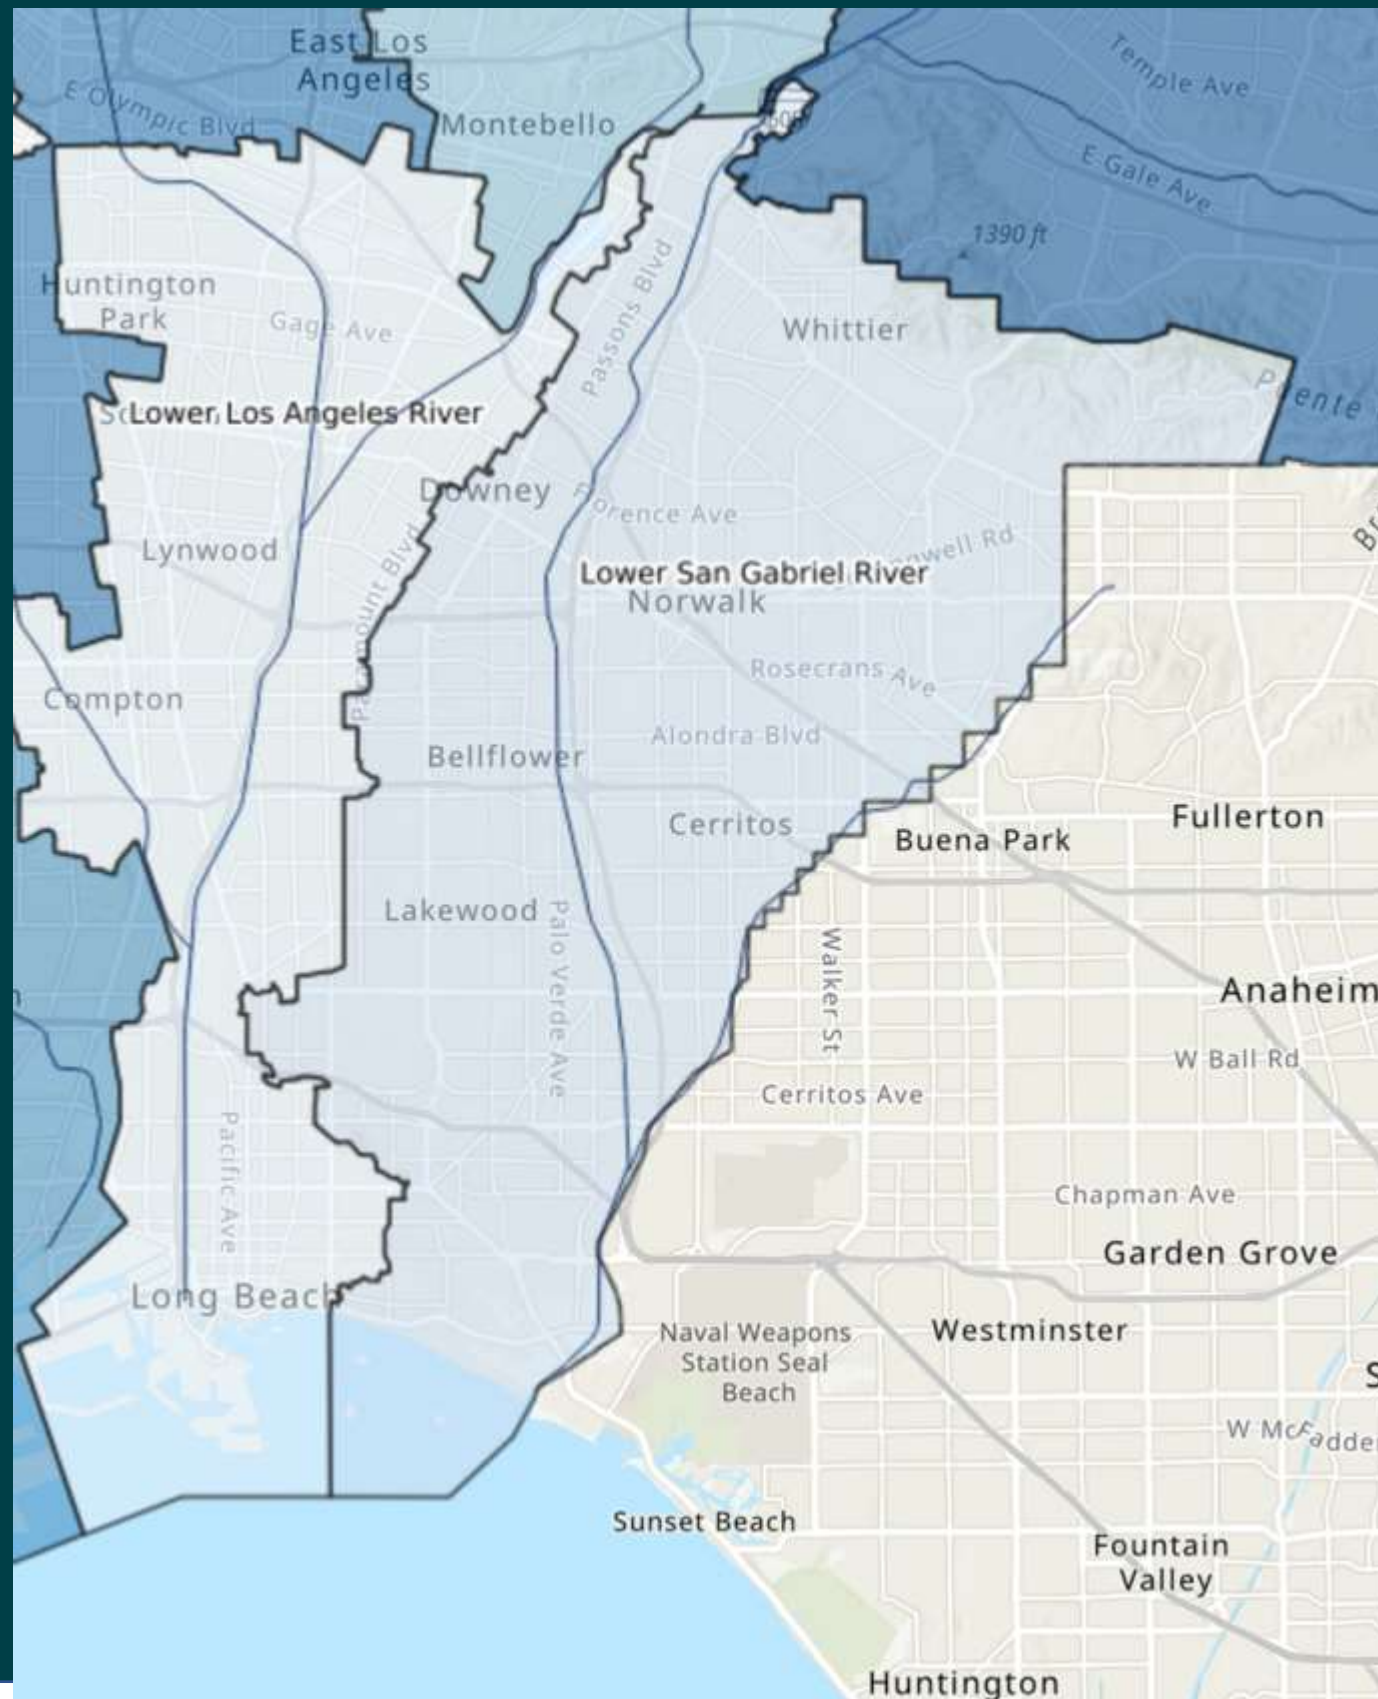 East Los
Angeles
Temple Ave
E Olympic Blvd
Montebello
E Gale Ave
1390 ft
Huntington
Park
Gage Ave
Passons Blvd
Whittier
Puente
Lower Los Angeles River
Downey
Florence Ave
Lynwood
Paramount Blvd
Lower San Gabriel River
Norwalk
Rosecrans Ave
Compton
Bellflower
Alondra Blvd
Cerritos
Buena Park
Fullerton
Lakewood
Palo Verde Ave
Walker St
Anaheim
W Ball Rd
Cerritos Ave
Pacific Ave
Chapman Ave
Garden Grove
Long Beach
Naval Weapons
Station Seal
Beach
Westminster
S
W McFadde
Sunset Beach
Fountain
Valley
Huntington